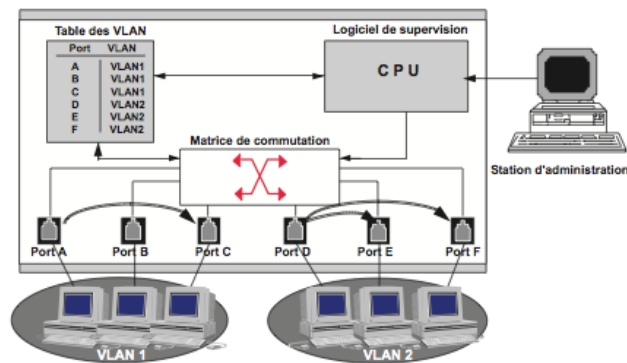 Table des VLAN
Logiciel de supervision
Port VLAN
A VLAN1
B VLAN1
C VLAN1
D VLAN2
E VLAN2
F VLAN2
C P U
Matrice de commutation
Station d'administration
Port A Port B Port C Port D Port E Port F
VLAN 1 VLAN 2